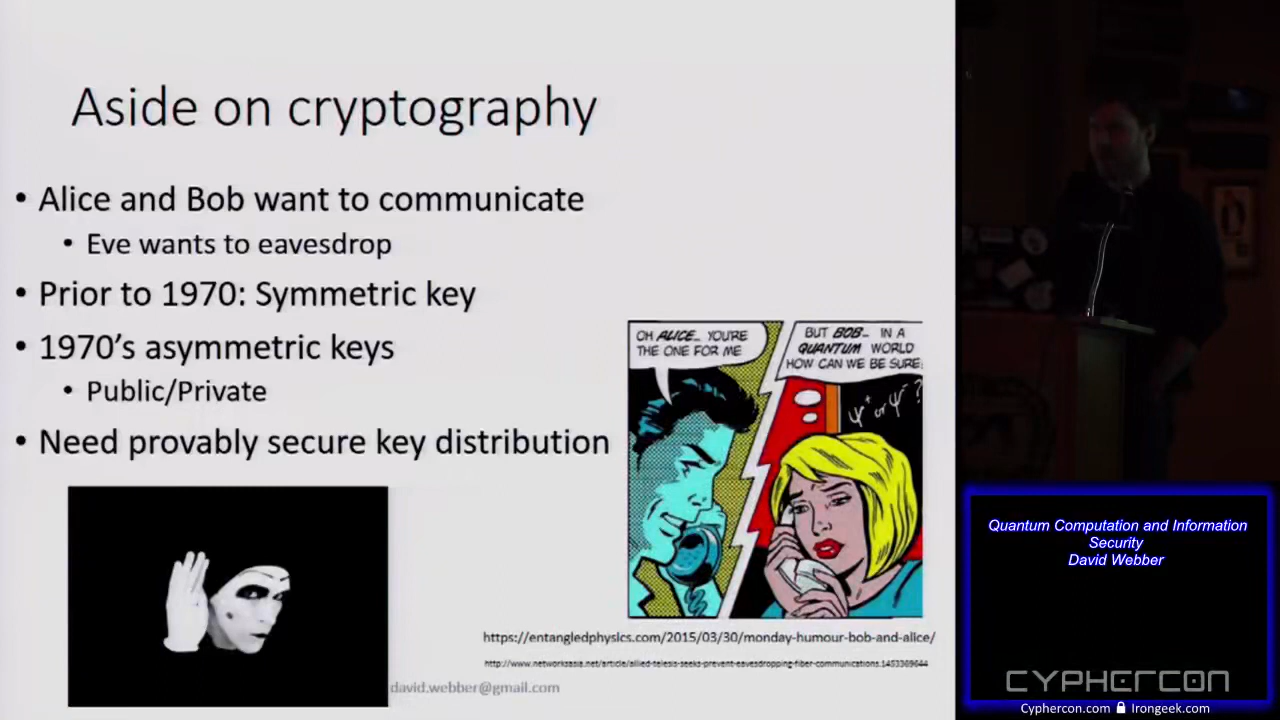 Aside on cryptography
• Alice and Bob want to communicate
• Eve wants to eavesdrop
• Prior to 1970: Symmetric key
• 1970's asymmetric keys
• Public/Private
• Need provably secure key distribution
OH ALICE... YOU'RE
THE ONE FOR ME
BUT BOB... IN A
QUANTUM WORLD
HOW CAN WE BE SURE
Ψ⁺ or Ψ⁻ ?
https://entangledphysics.com/2015/03/30/monday-humour-bob-and-alice/
http://www.networksasia.net/article/allied-telesis-seeks-prevent-eavesdropping-fiber-communications.1453369644
david.webber@gmail.com
Quantum Computation and Information
Security
David Webber
CYPHERCON
Cyphercon.com Irongeek.com